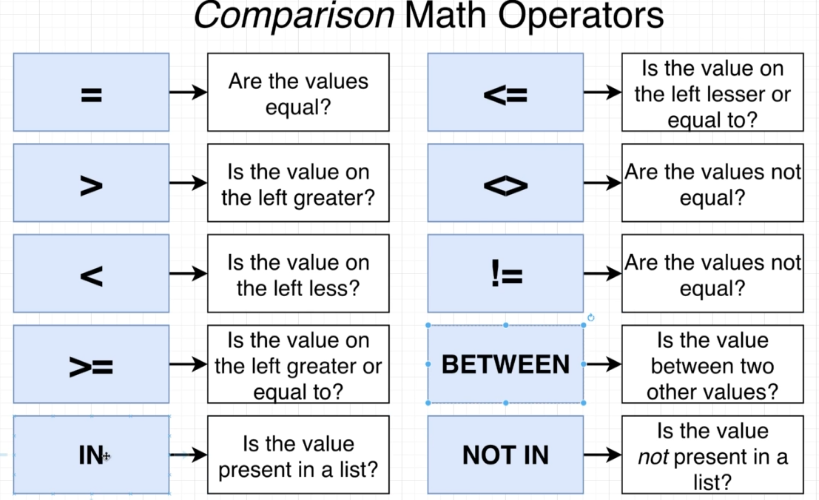 Comparison Math Operators
=
Are the values
equal?
<=
Is the value on
the left lesser or
equal to?
>
Is the value on
the left greater?
<>
Are the values not
equal?
<
Is the value on
the left less?
!=
Are the values not
equal?
>=
Is the value on
the left greater or
equal to?
BETWEEN
Is the value
between two
other values?
IN
Is the value
present in a list?
NOT IN
Is the value
not present in a
list?